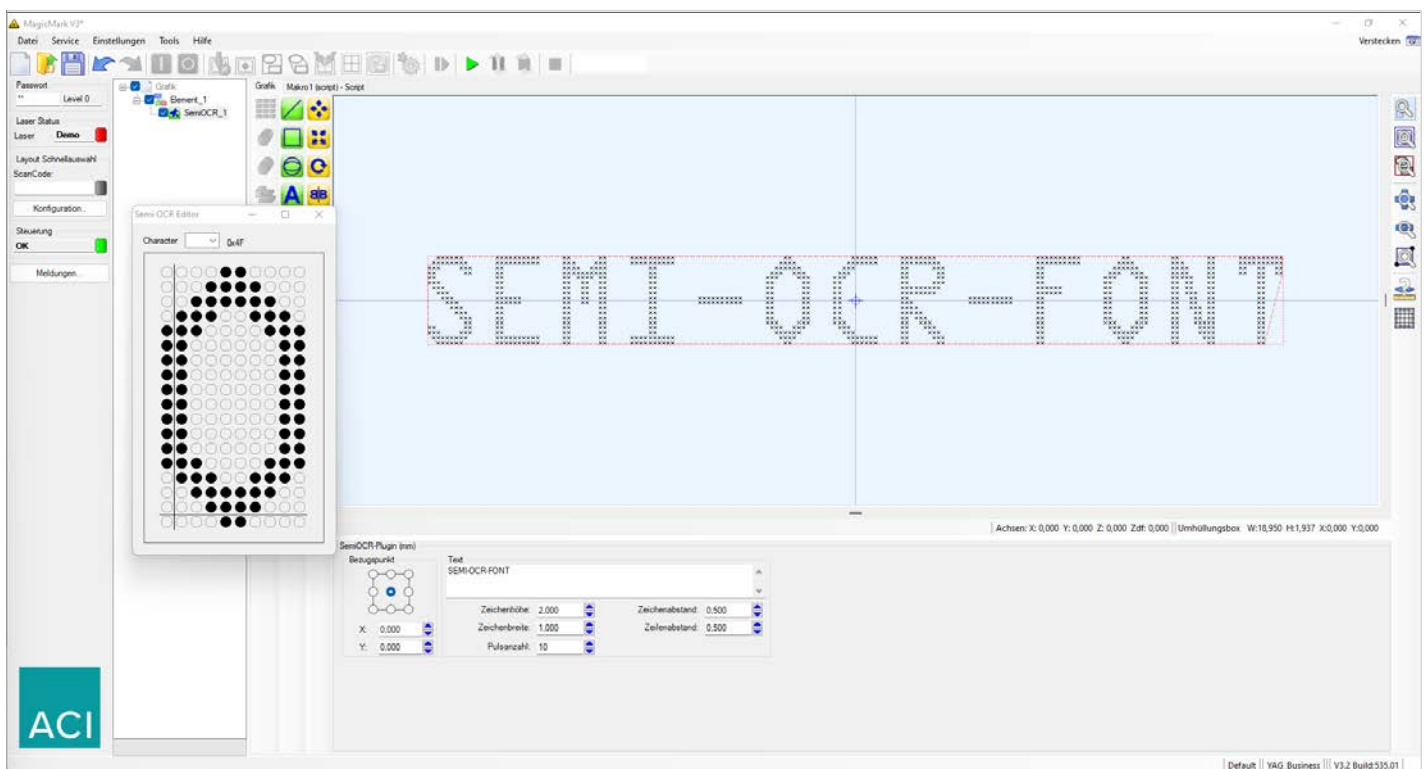 MagicMark V3*
Datei Service Einstellungen Tools Hilfe
Verstecken
Passwort
** Level 0
Laser Status
Laser Demo
Layout Schnellauswahl
ScanCode:
Konfiguration..
Steuerung
OK
Meldungen...
Grafik
Element_1
SemiOCR_1
Grafik Makro1 (script) - Script
A
Semi OCR Editor
Character 0x4F
SEMI-OCR-FONT
Achsen: X: 0,000 Y: 0,000 Z: 0,000 Zdf: 0,000 Umhüllungsbox W:18,950 H:1,937 X:0,000 Y:0,000
SemiOCR-Plugin (mm)
Bezugspunkt
X: 0.000
Y: 0.000
Text
SEMI-OCR-FONT
Zeichenhöhe: 2.000 Zeichenabstand: 0.500
Zeichenbreite: 1.000 Zeilenabstand: 0.500
Pulsanzahl: 10
ACI
Default YAG Business V3.2 Build:535.01